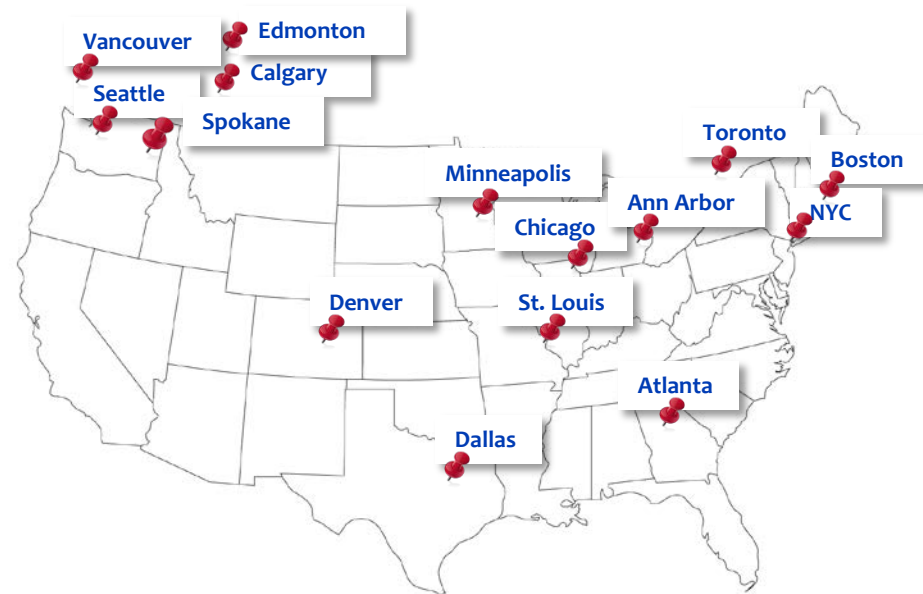 Edmonton
Vancouver
Calgary
Seattle
Spokane
Toronto
Boston
Minneapolis
Ann Arbor
NYC
Chicago
Denver
St. Louis
Atlanta
Dallas